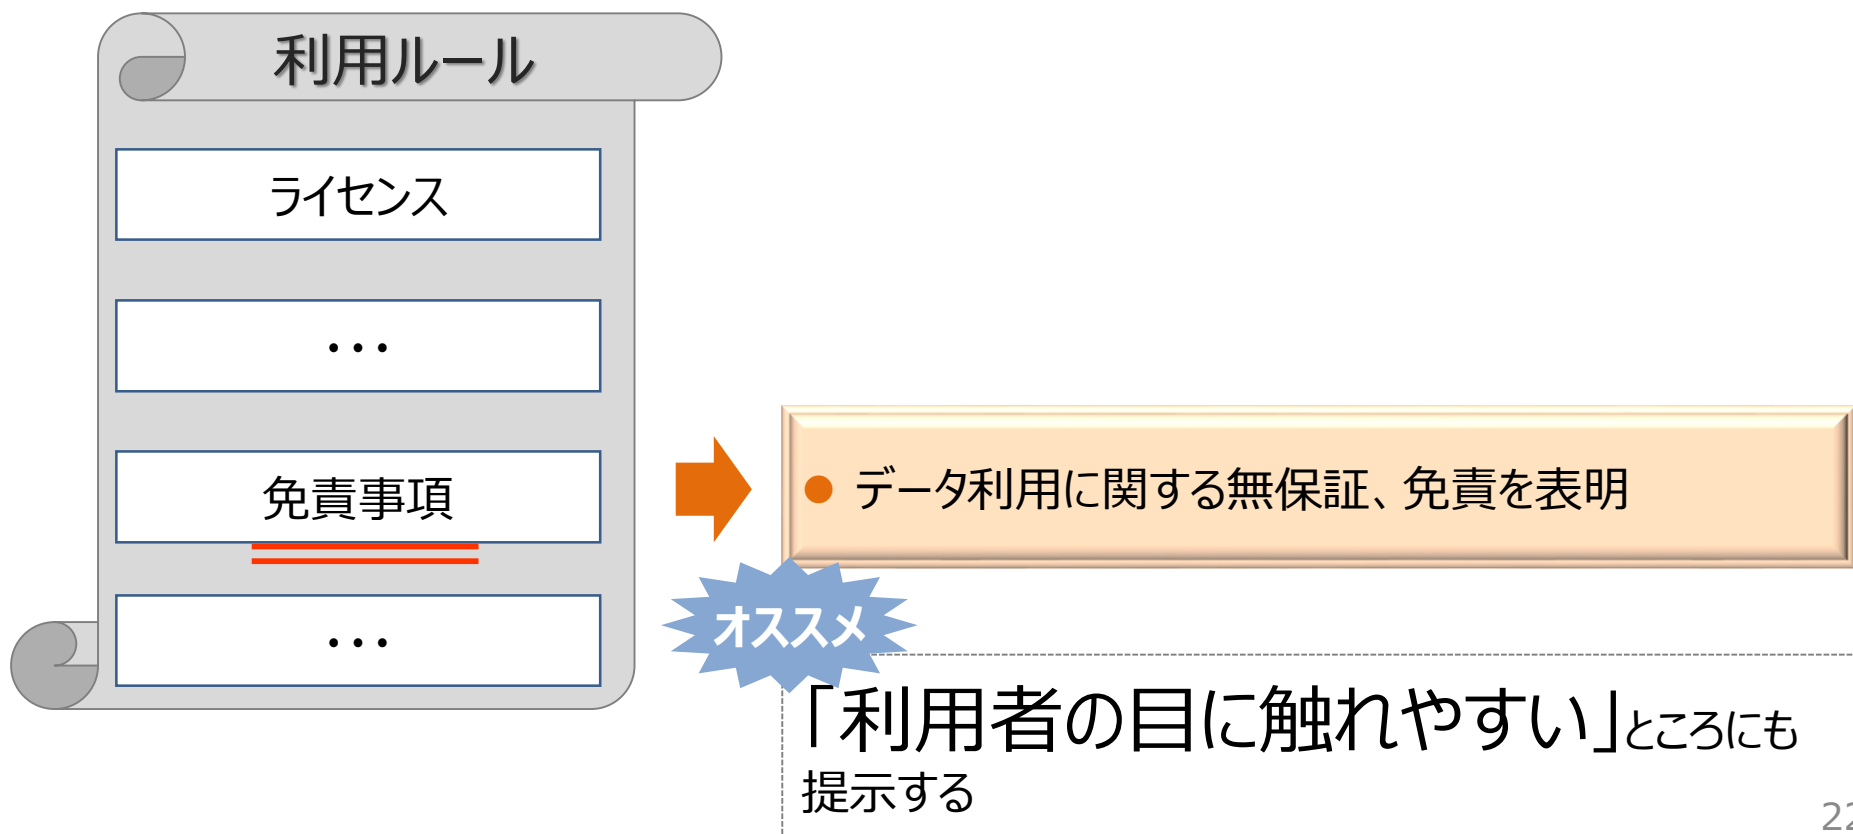 利用ルール
ライセンス
・・・
免責事項
・・・
● データ利用に関する無保証、免責を表明
オススメ
「利用者の目に触れやすい」ところにも
提示する
22